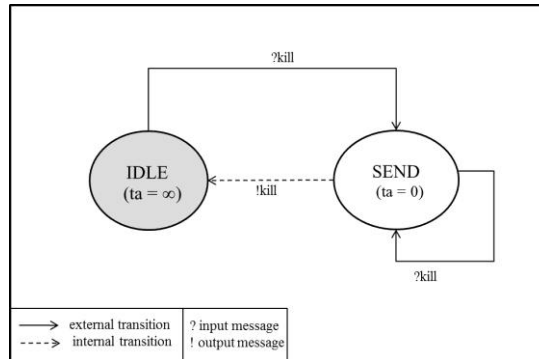 ?kill
IDLE
(ta = ∞)
SEND
(ta = 0)
!kill
?kill
external transition
? input message
internal transition
! output message